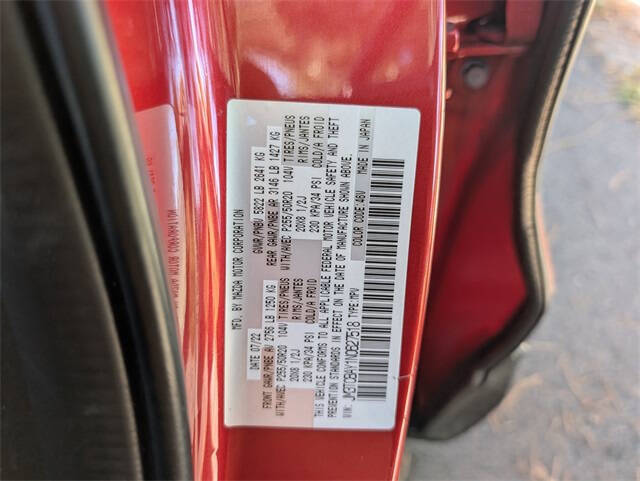 MFD. BY MAZDA MOTOR CORPORATION
DATE 07/22 GVWR/PNBV 5822 LB 2641 KG
FRONT GAWR/PNBE AV 2756 LB 1250 KG REAR GAWR/PNBE AR 3146 LB 1427 KG
WITH/AVEC P255/50R20 104V TIRES/PNEUS WITH/AVEC P255/50R20 104V TIRES/PNEUS
20X8 1/2J RIMS/JANTES 20X8 1/2J RIMS/JANTES
230 KPA/34 PSI COLD/A FROID 230 KPA/34 PSI COLD/A FROID
THIS VEHICLE CONFORMS TO ALL APPLICABLE FEDERAL MOTOR VEHICLE SAFETY AND THEFT
PREVENTION STANDARDS IN EFFECT ON THE DATE OF MANUFACTURE SHOWN ABOVE.
VIN: JM3TCBAY1N0627518 TYPE: MPV COLOR CODE: 46V MADE IN JAPAN